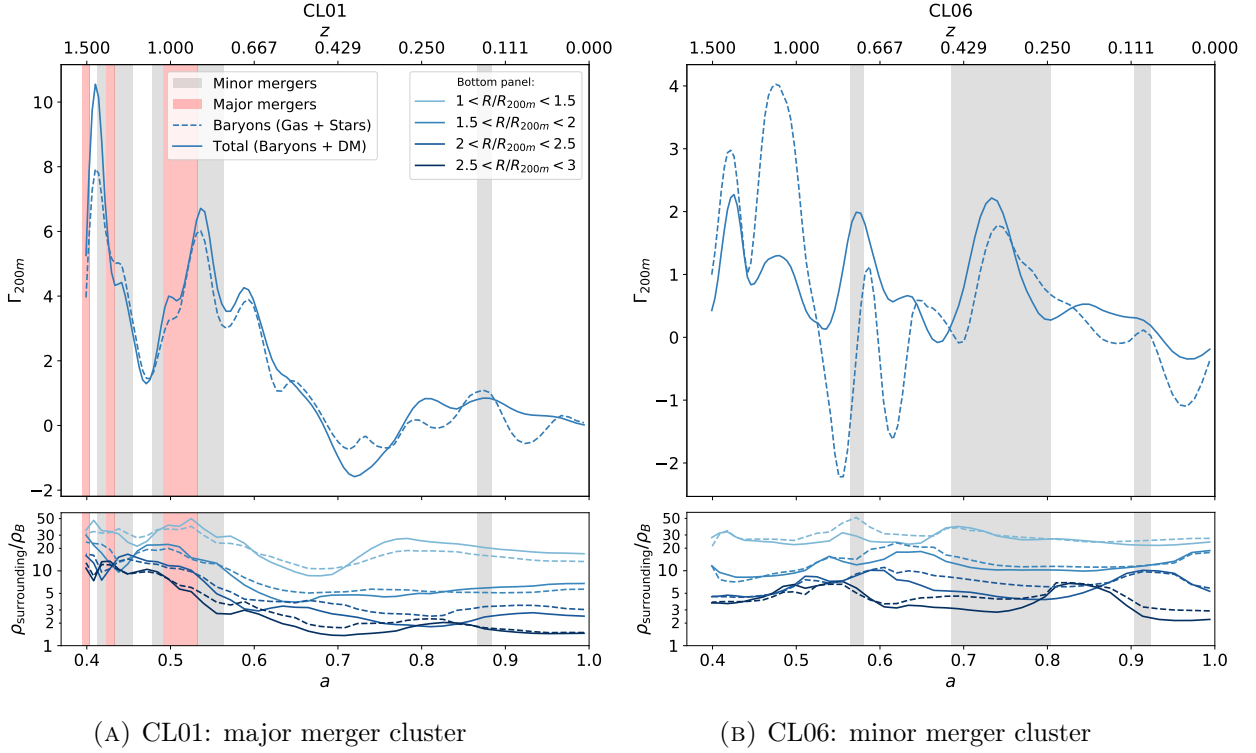 CL01
z
1.500 1.000 0.667 0.429 0.250 0.111 0.000
Γ200m
10
8
6
4
2
0
−2
Minor mergers
Major mergers
Baryons (Gas + Stars)
Total (Baryons + DM)
Bottom panel:
1 < R/R200m < 1.5
1.5 < R/R200m < 2
2 < R/R200m < 2.5
2.5 < R/R200m < 3
ρsurrounding/ρB
50
30
20
10
5
3
2
1
0.4 0.5 0.6 0.7 0.8 0.9 1.0
a
(A) CL01: major merger cluster
CL06
z
1.500 1.000 0.667 0.429 0.250 0.111 0.000
Γ200m
4
3
2
1
0
−1
−2
ρsurrounding/ρB
50
30
20
10
5
3
2
1
0.4 0.5 0.6 0.7 0.8 0.9 1.0
a
(B) CL06: minor merger cluster